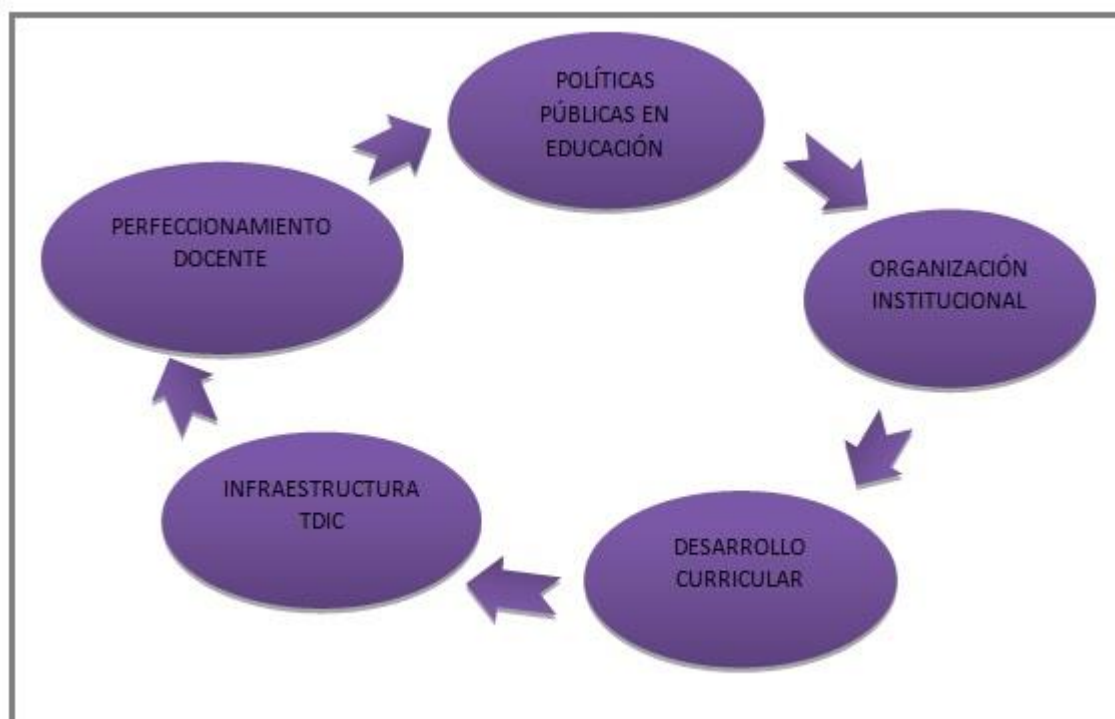 POLÍTICAS
PÚBLICAS EN
EDUCACIÓN
ORGANIZACIÓN
INSTITUCIONAL
DESARROLLO
CURRICULAR
INFRAESTRUCTURA
TDIC
PERFECCIONAMIENTO
DOCENTE